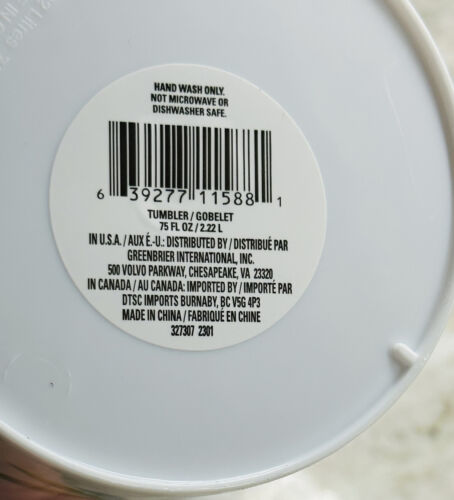 HAND WASH ONLY.
NOT MICROWAVE OR
DISHWASHER SAFE.
6 39277 11588 1
TUMBLER / GOBELET
75 FL OZ / 2.22 L
IN U.S.A. / AUX É.-U.: DISTRIBUTED BY / DISTRIBUÉ PAR
GREENBRIER INTERNATIONAL, INC.
500 VOLVO PARKWAY, CHESAPEAKE, VA 23320
IN CANADA / AU CANADA: IMPORTED BY / IMPORTÉ PAR
DTSC IMPORTS BURNABY, BC V5G 4P3
MADE IN CHINA / FABRIQUÉ EN CHINE
327307 2301